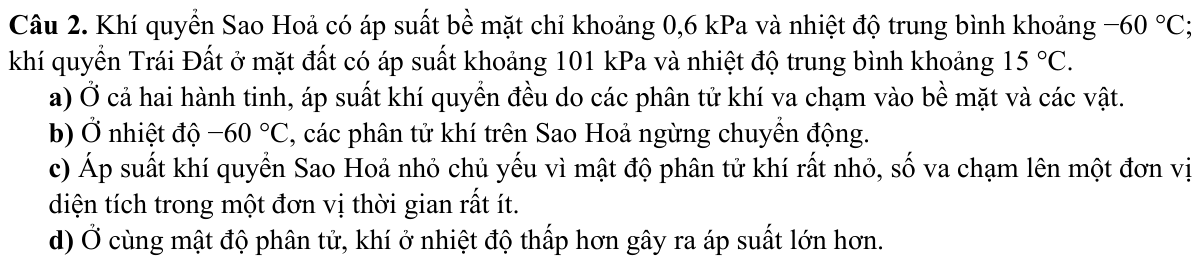 Câu 2. Khí quyển Sao Hoả có áp suất bề mặt chỉ khoảng 0,6 kPa và nhiệt độ trung bình khoảng −60 °C;
khí quyển Trái Đất ở mặt đất có áp suất khoảng 101 kPa và nhiệt độ trung bình khoảng 15 °C.
a) Ở cả hai hành tinh, áp suất khí quyển đều do các phân tử khí va chạm vào bề mặt và các vật.
b) Ở nhiệt độ −60 °C, các phân tử khí trên Sao Hoả ngừng chuyển động.
c) Áp suất khí quyển Sao Hoả nhỏ chủ yếu vì mật độ phân tử khí rất nhỏ, số va chạm lên một đơn vị
diện tích trong một đơn vị thời gian rất ít.
d) Ở cùng mật độ phân tử, khí ở nhiệt độ thấp hơn gây ra áp suất lớn hơn.